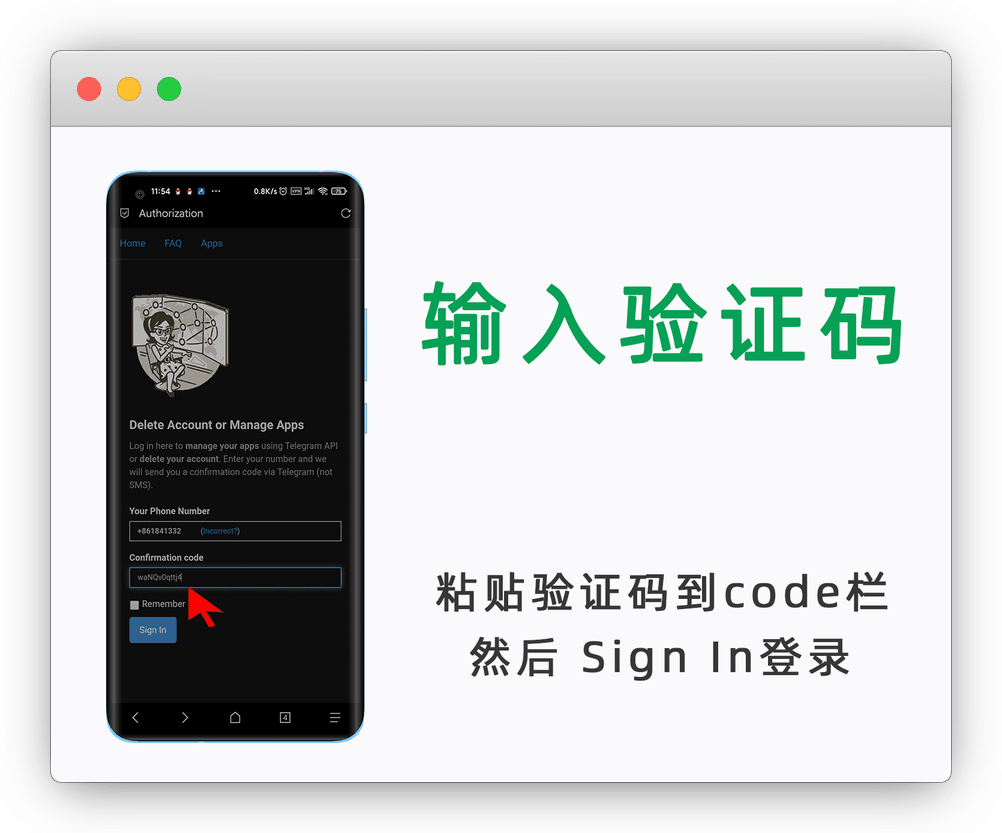 11:54 ••• 0.8K/s VPN 75
Authorization
Home FAQ Apps
Delete Account or Manage Apps
Log in here to manage your apps using Telegram API
or delete your account. Enter your number and we
will send you a confirmation code via Telegram (not
SMS).
Your Phone Number
+861841332 (Incorrect?)
Confirmation code
waNQv0qttj4
Remember
Sign In
4
输入验证码
粘贴验证码到code栏
然后 Sign In登录